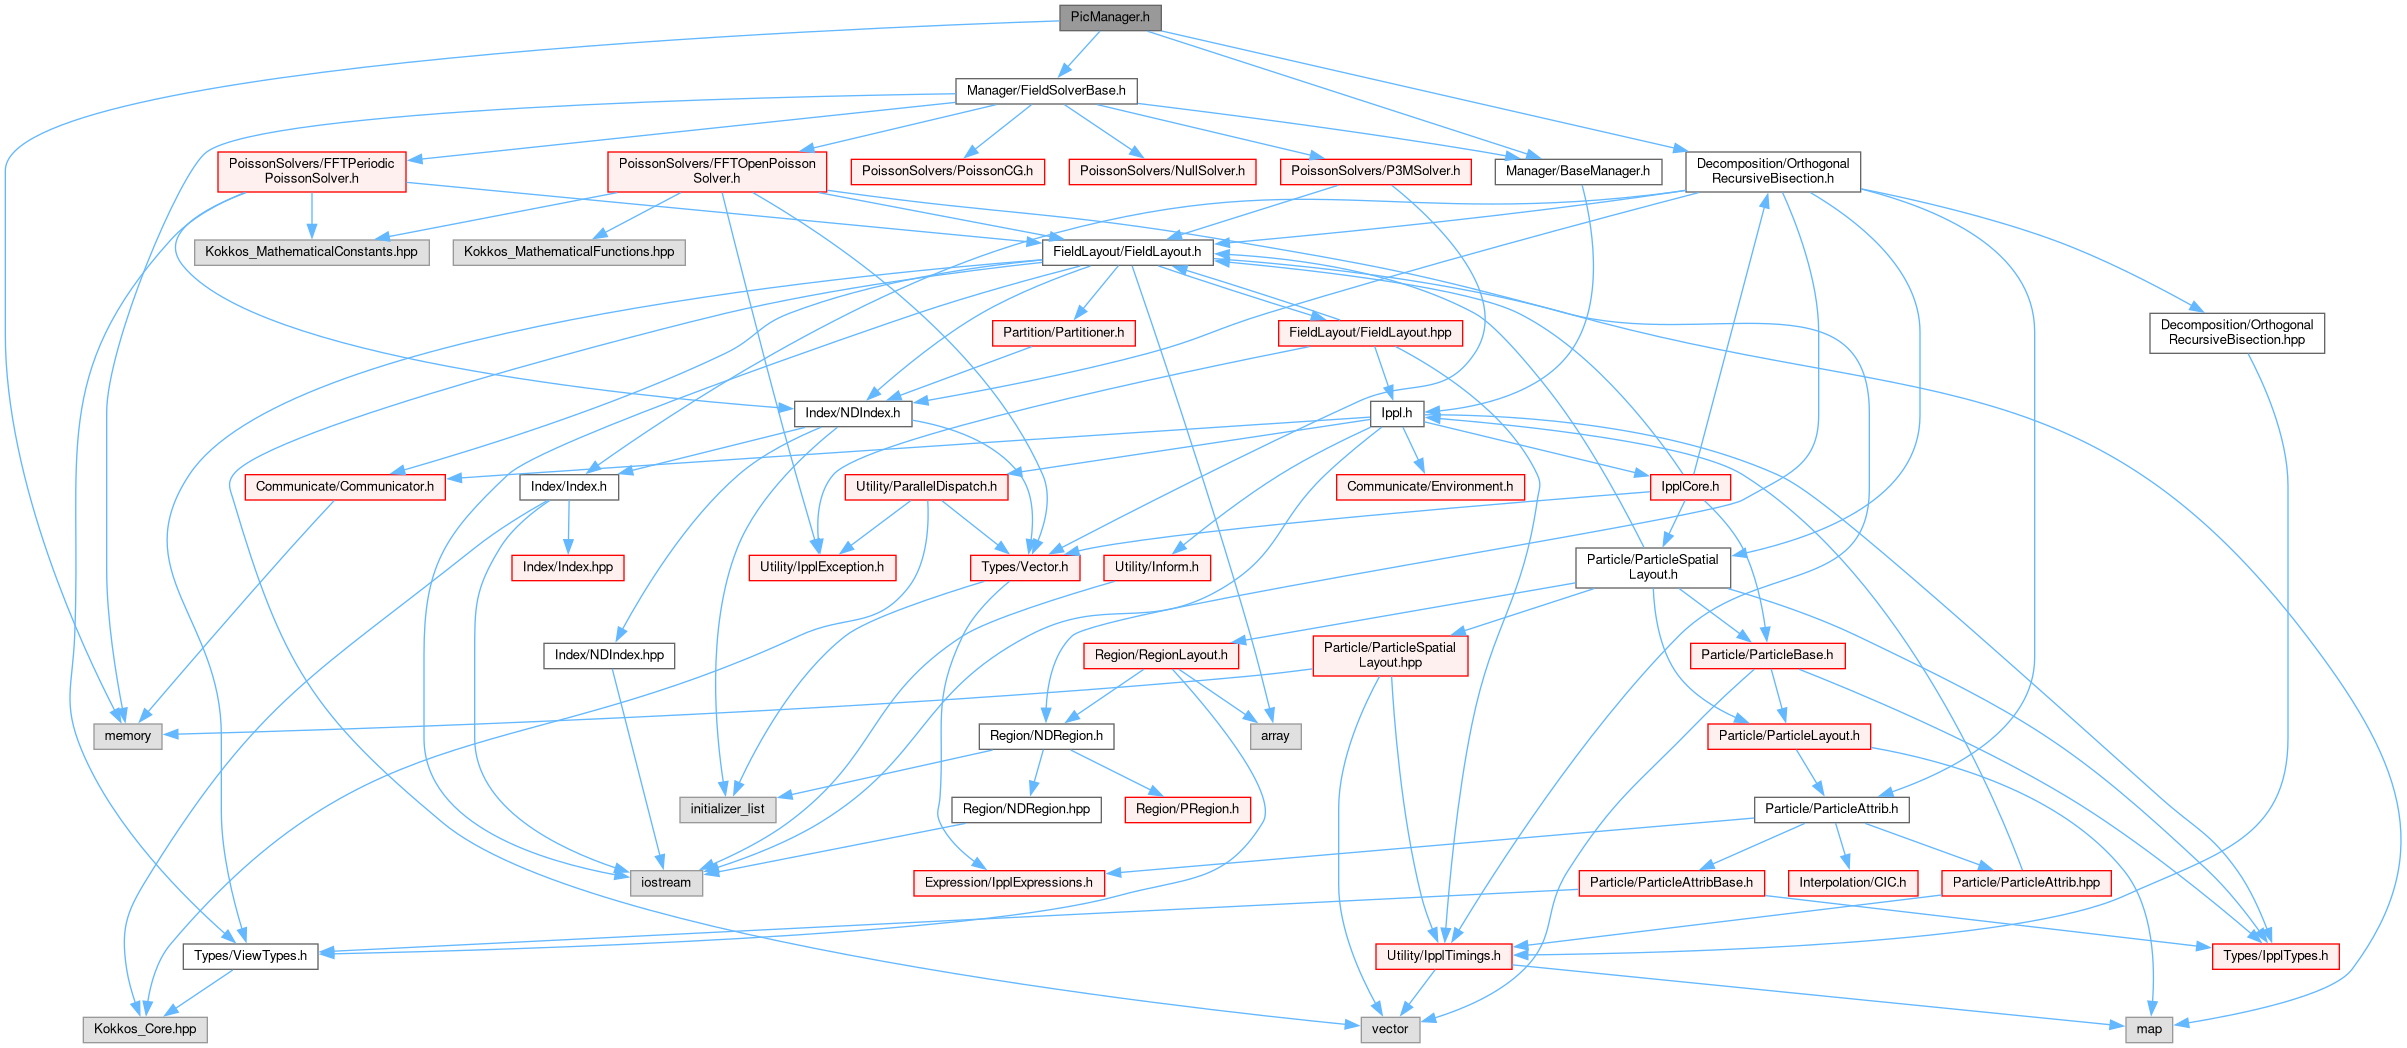 PicManager.h
Manager/FieldSolverBase.h
PoissonSolvers/FFTPeriodic
PoissonSolver.h
PoissonSolvers/FFTOpenPoisson
Solver.h
PoissonSolvers/PoissonCG.h
PoissonSolvers/NullSolver.h
PoissonSolvers/P3MSolver.h
Manager/BaseManager.h
Decomposition/Orthogonal
RecursiveBisection.h
Kokkos_MathematicalConstants.hpp
Kokkos_MathematicalFunctions.hpp
FieldLayout/FieldLayout.h
Partition/Partitioner.h
FieldLayout/FieldLayout.hpp
Decomposition/Orthogonal
RecursiveBisection.hpp
Index/NDIndex.h
Ippl.h
Communicate/Communicator.h
Index/Index.h
Utility/ParallelDispatch.h
Communicate/Environment.h
IpplCore.h
Index/Index.hpp
Utility/IpplException.h
Types/Vector.h
Utility/Inform.h
Particle/ParticleSpatial
Layout.h
Index/NDIndex.hpp
Region/RegionLayout.h
Particle/ParticleSpatial
Layout.hpp
Particle/ParticleBase.h
memory
Region/NDRegion.h
array
Particle/ParticleLayout.h
initializer_list
Region/NDRegion.hpp
Region/PRegion.h
Particle/ParticleAttrib.h
iostream
Expression/IpplExpressions.h
Particle/ParticleAttribBase.h
Interpolation/CIC.h
Particle/ParticleAttrib.hpp
Types/ViewTypes.h
Utility/IpplTimings.h
Types/IpplTypes.h
Kokkos_Core.hpp
vector
map